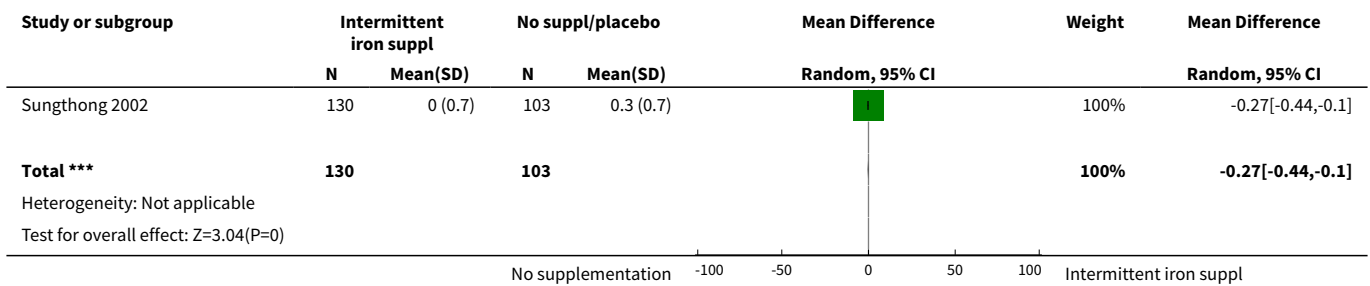 Study or subgroup Intermittent iron suppl No suppl/placebo Mean Difference Weight Mean Difference
N Mean(SD) N Mean(SD) Random, 95% CI Random, 95% CI
Sungthong 2002 130 0 (0.7) 103 0.3 (0.7) 100% -0.27[-0.44,-0.1]
Total *** 130 103 100% -0.27[-0.44,-0.1]
Heterogeneity: Not applicable
Test for overall effect: Z=3.04(P=0)
No supplementation -100 -50 0 50 100 Intermittent iron suppl